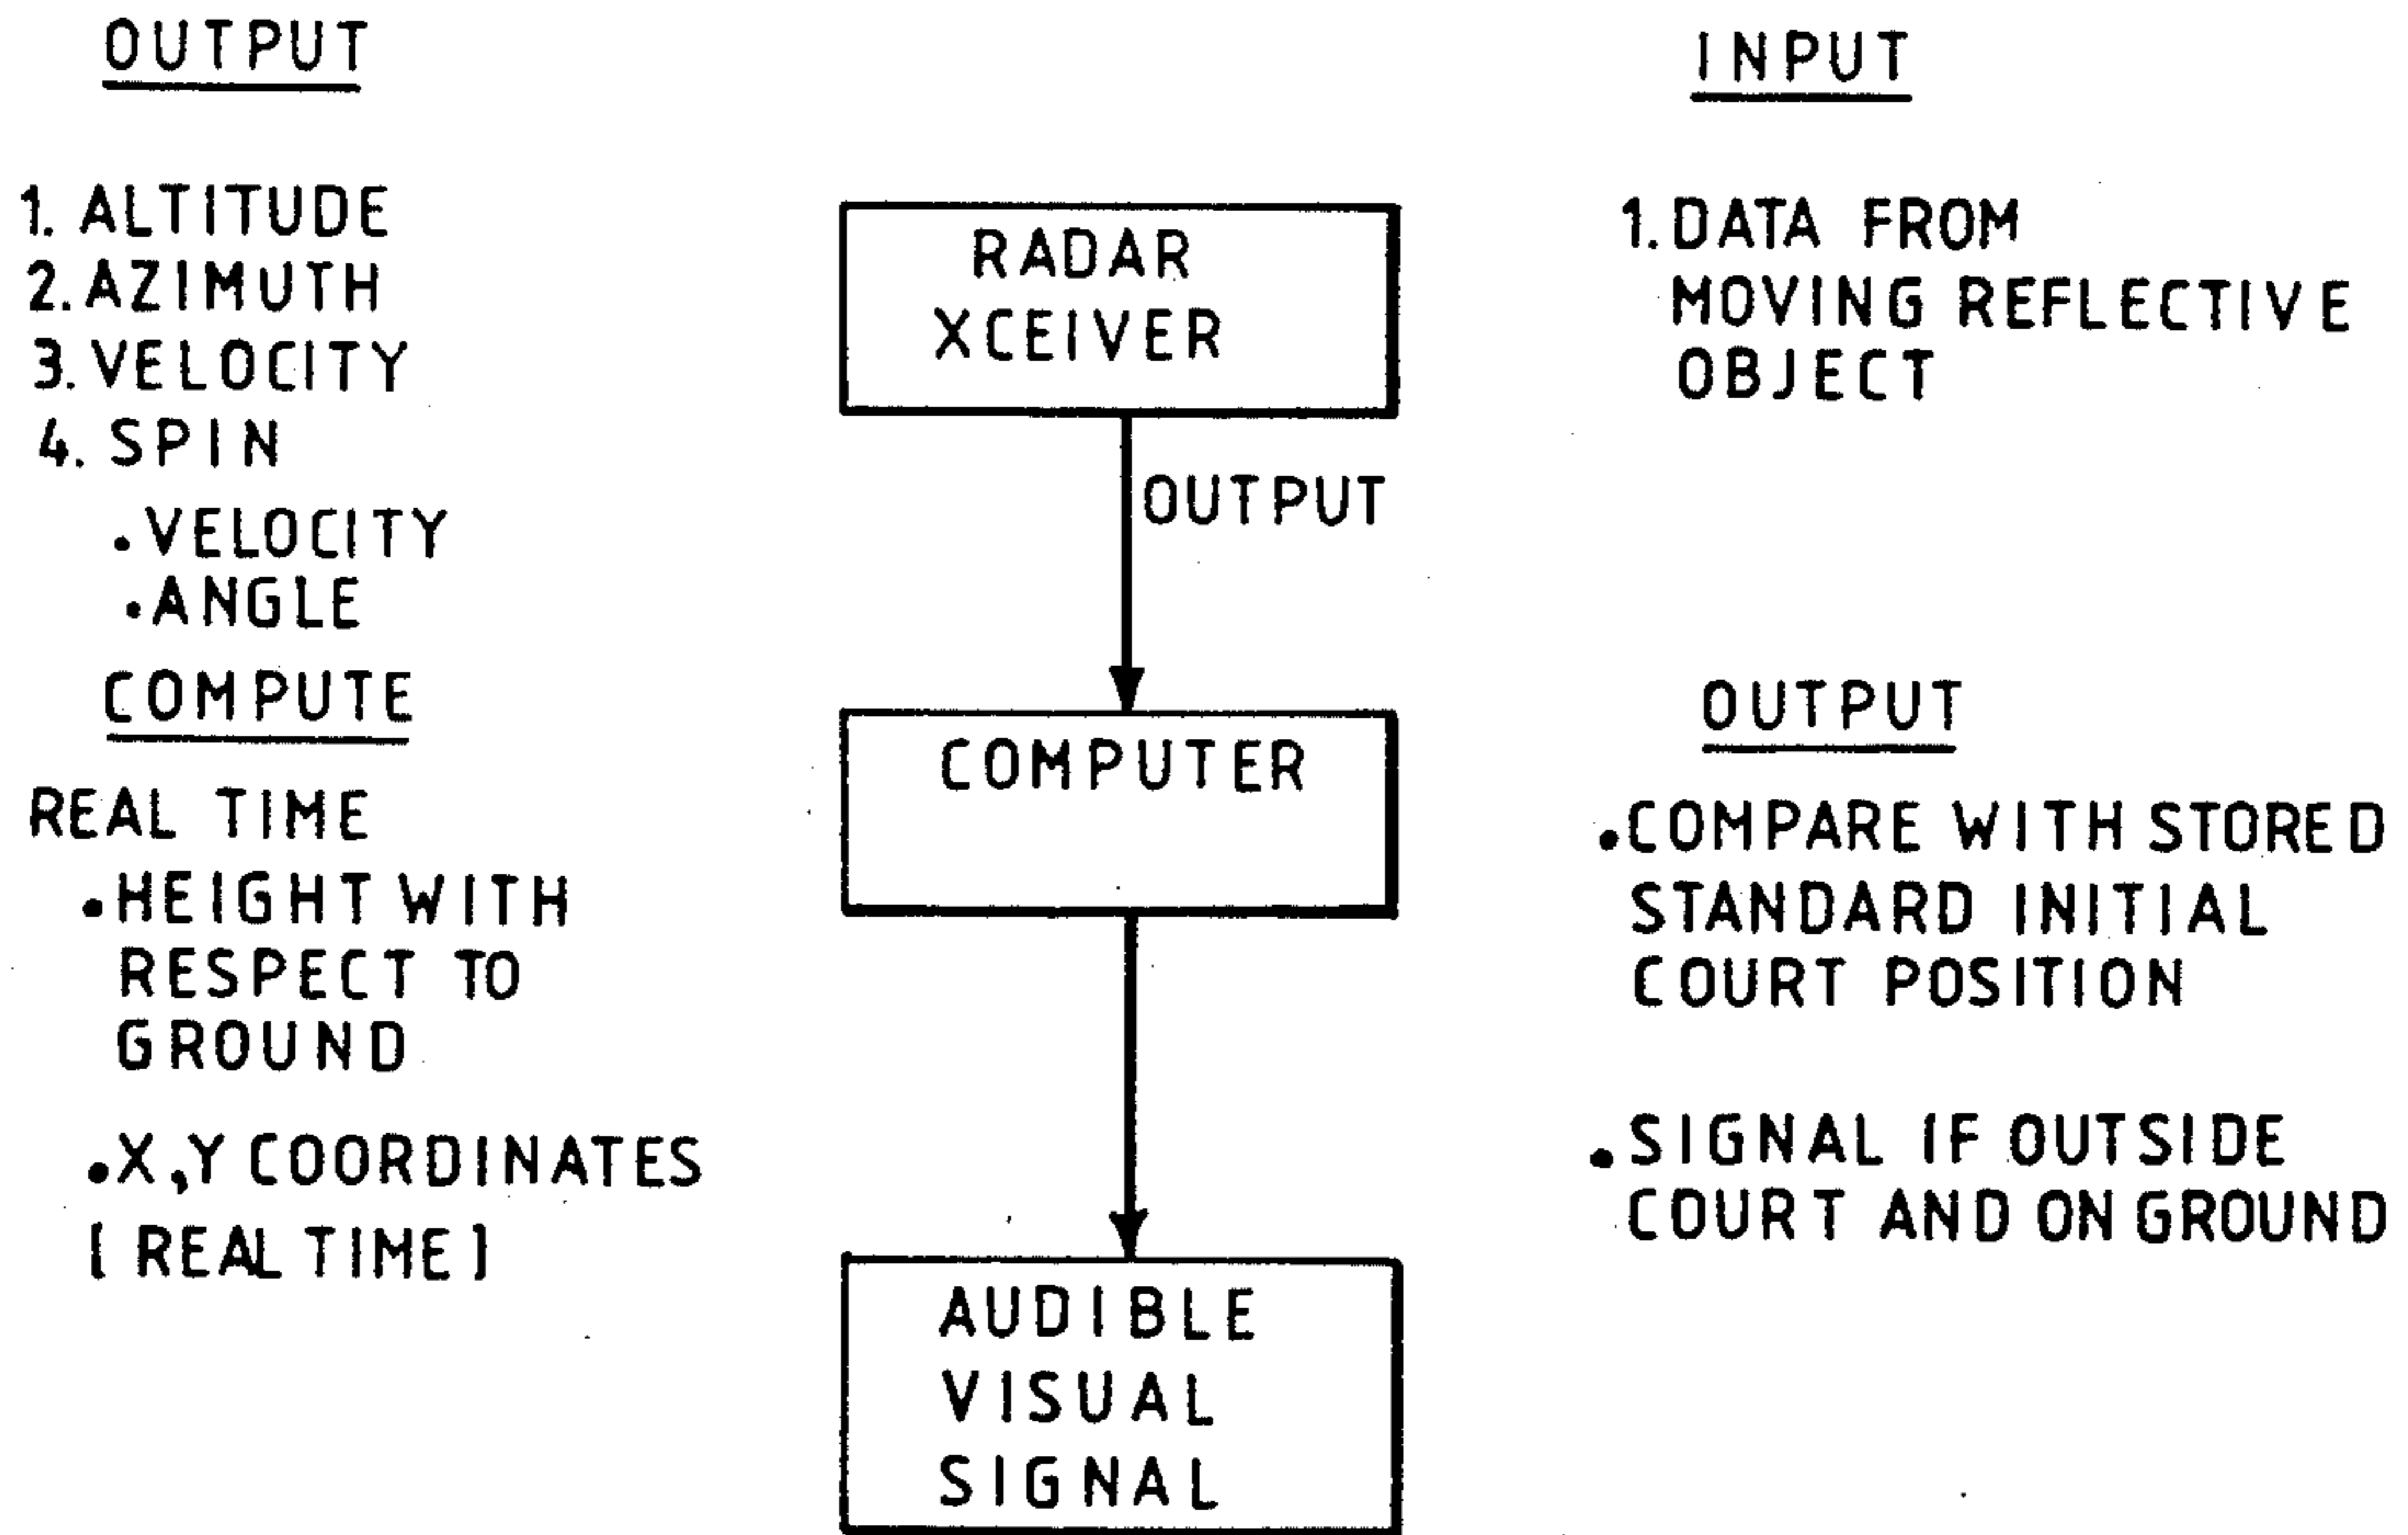 OUTPUT
1. ALTITUDE
2. AZIMUTH
3. VELOCITY
4. SPIN
• VELOCITY
• ANGLE
COMPUTE
REAL TIME
• HEIGHT WITH
RESPECT TO
GROUND
• X,Y COORDINATES
[ REAL TIME ]
RADAR
XCEIVER
OUTPUT
COMPUTER
AUDIBLE
VISUAL
SIGNAL
INPUT
1. DATA FROM
MOVING REFLECTIVE
OBJECT
OUTPUT
• COMPARE WITH STORED
STANDARD INITIAL
COURT POSITION
• SIGNAL IF OUTSIDE
COURT AND ON GROUND